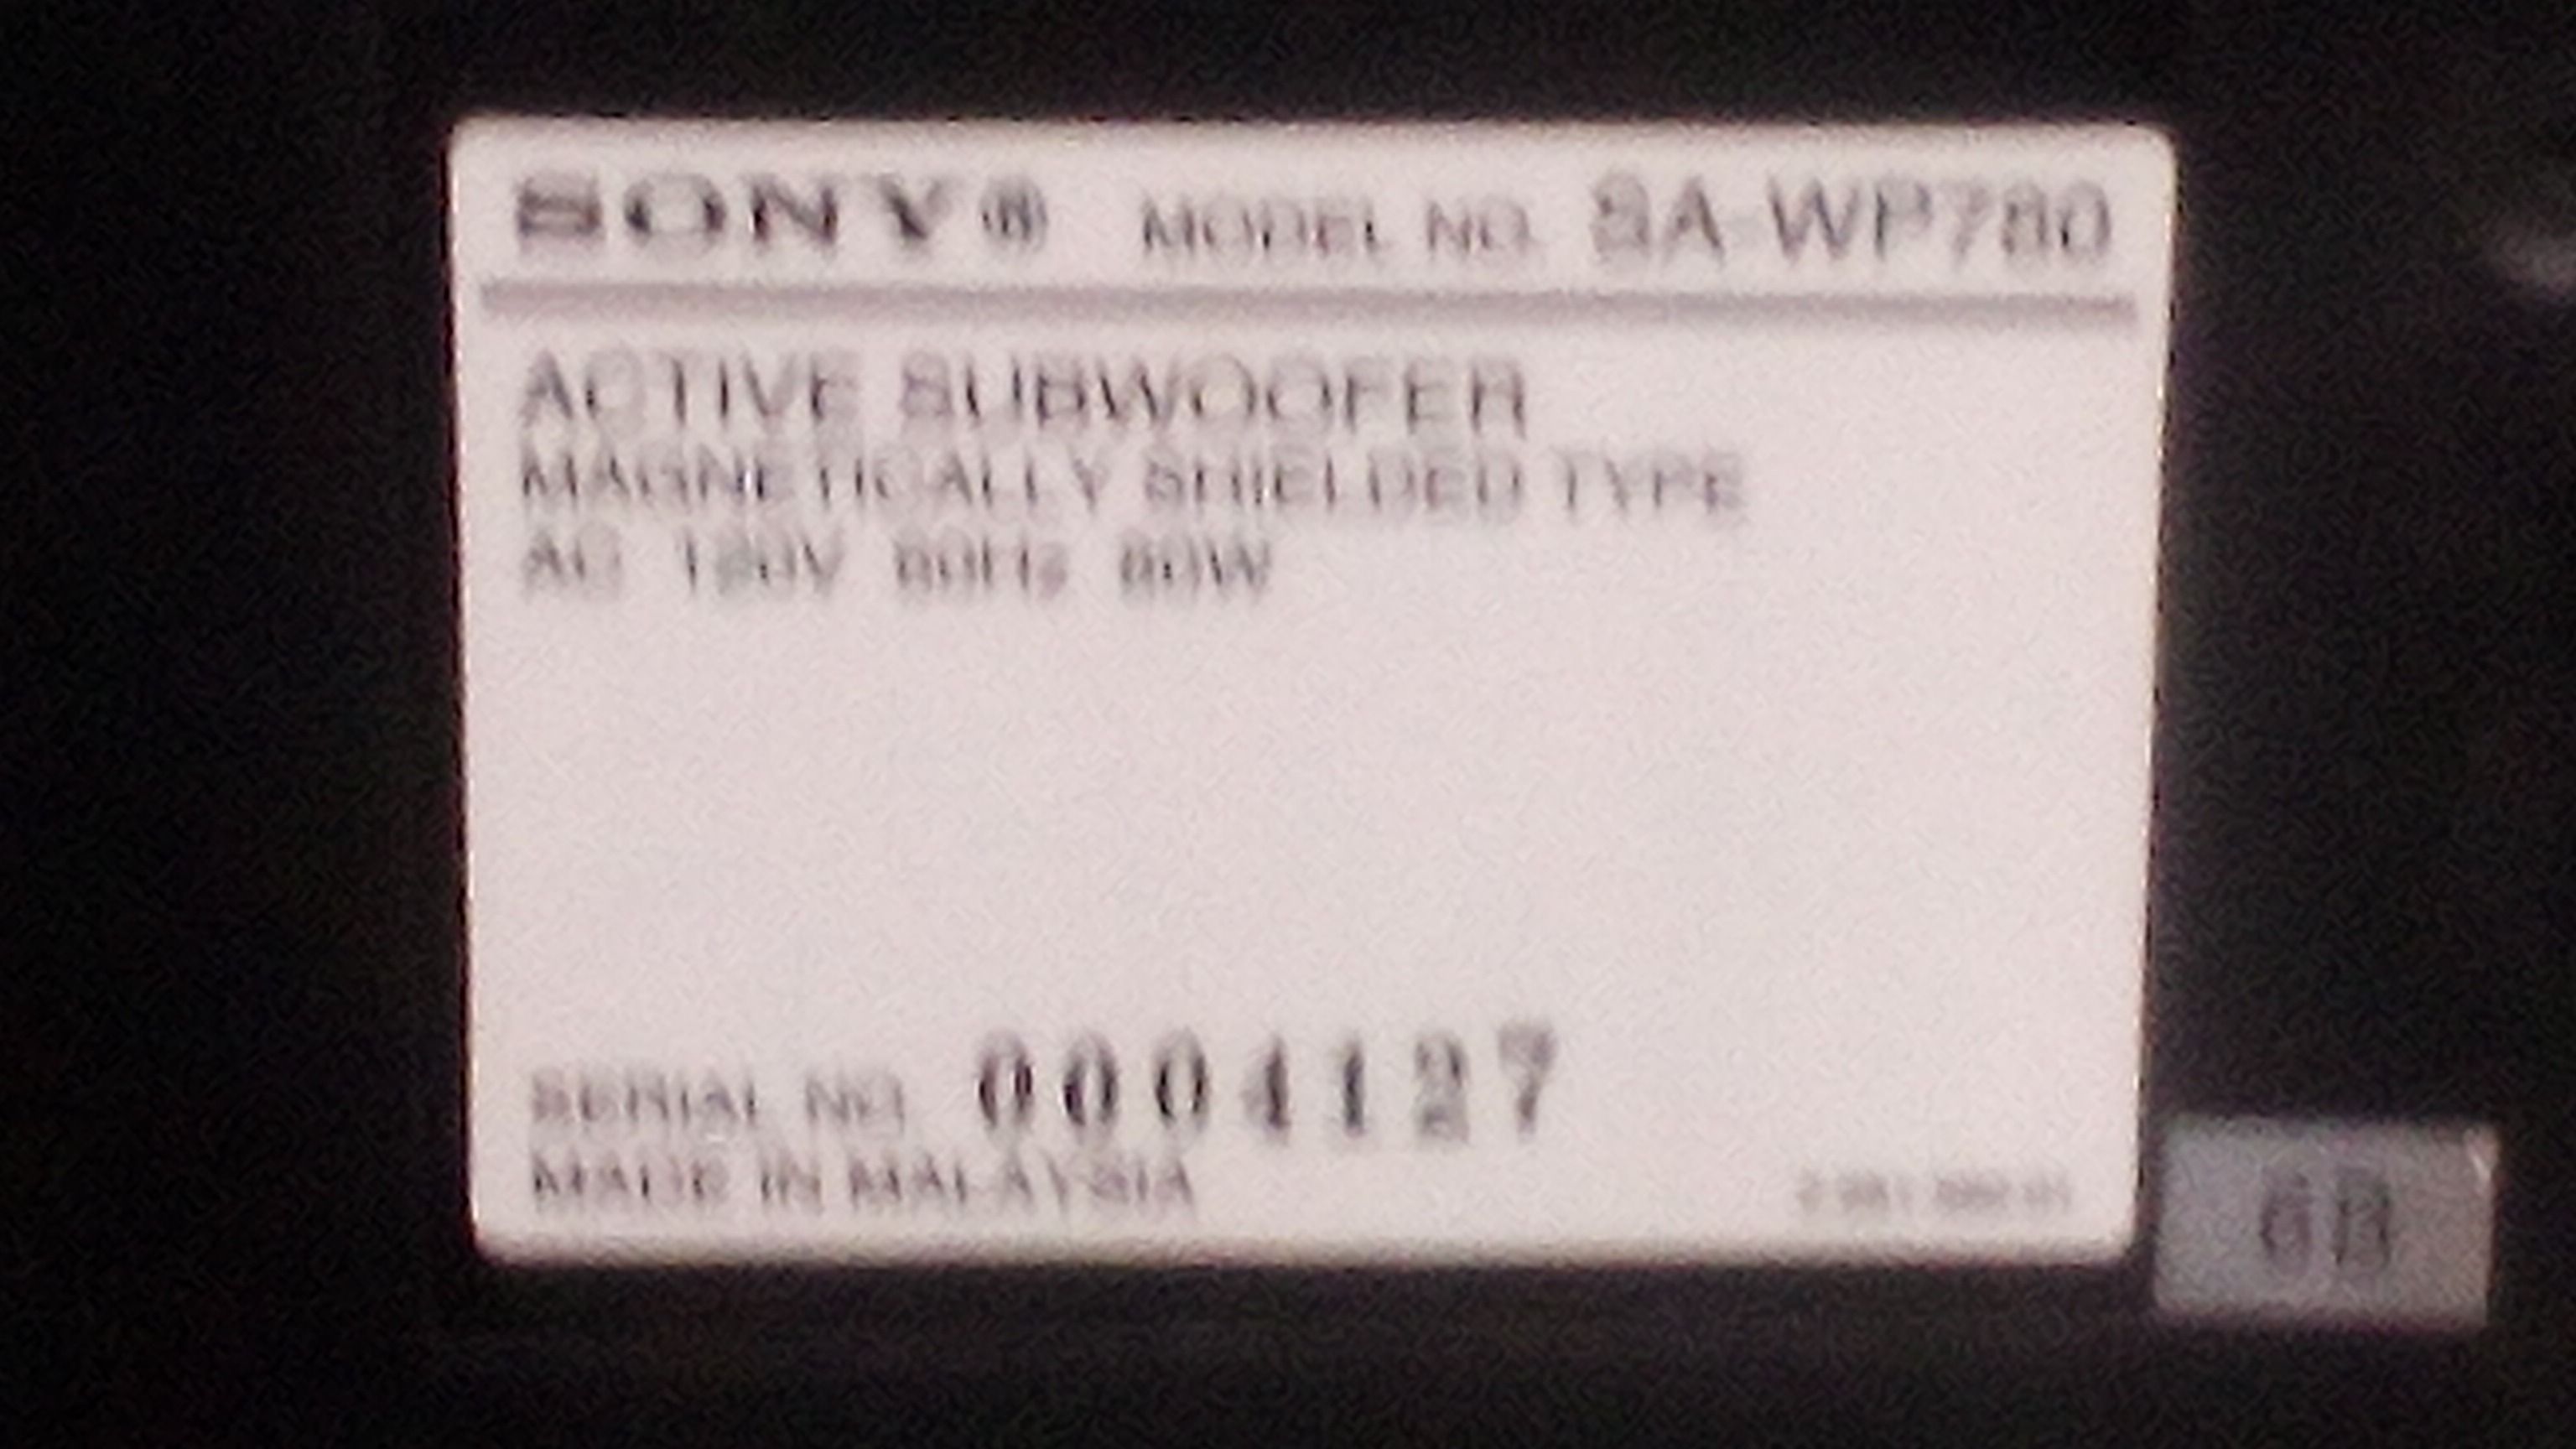 SONY® MODEL NO. SA-WP780
ACTIVE SUBWOOFER
MAGNETICALLY SHIELDED TYPE
AC 120V 60Hz
SERIAL NO. 0004127
MADE IN MALAYSIA